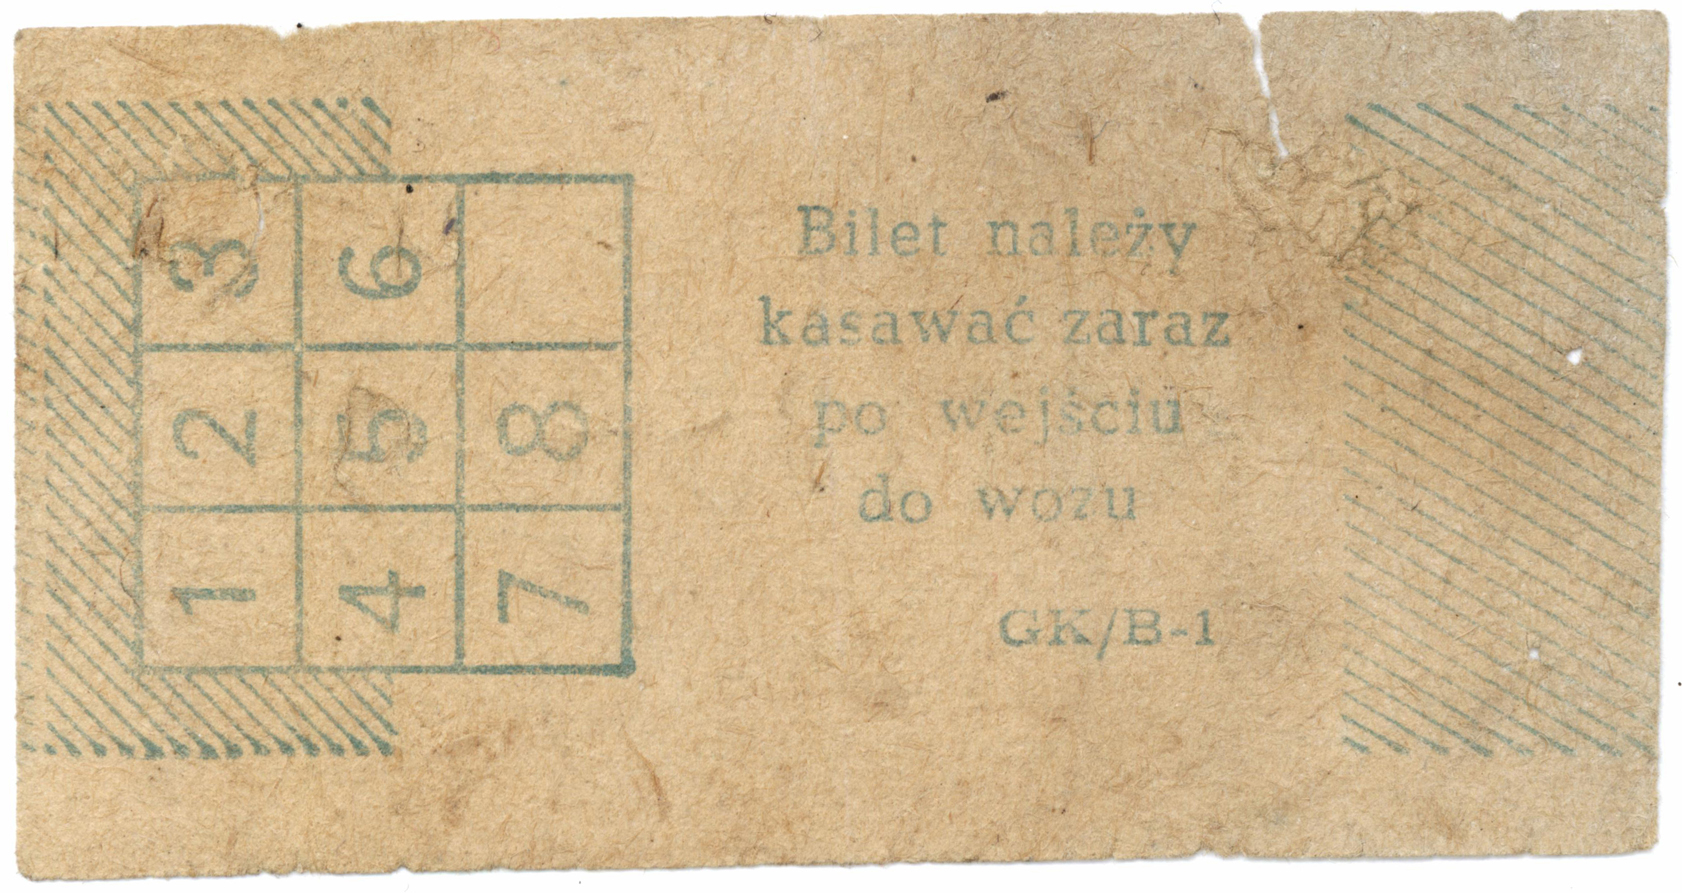 3 6
2 5 8
1 4 7
Bilet należy
kasawać zaraz
po wejściu
do wozu
GK/B-1